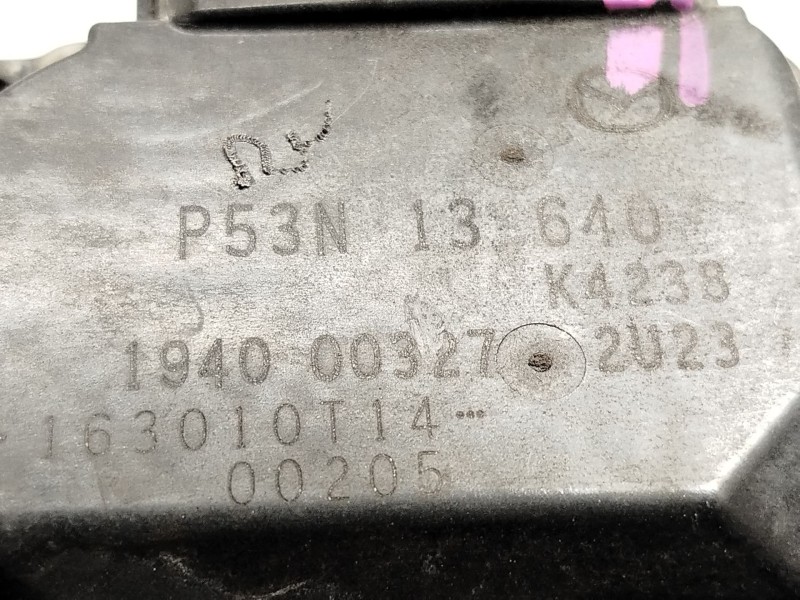 P53N 13 640
K4238
1940 00327 2U23
-163010T14
00205